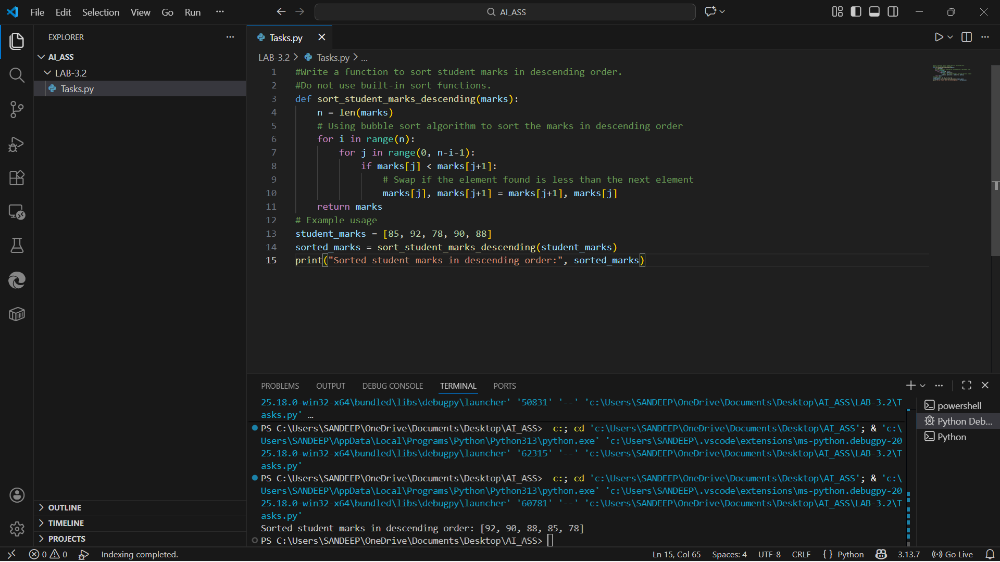 File Edit Selection View Go Run ···
AI_ASS
EXPLORER
AI_ASS
LAB-3.2
Tasks.py
OUTLINE
TIMELINE
PROJECTS
Tasks.py
LAB-3.2 > Tasks.py > ...
1 #Write a function to sort student marks in descending order.
2 #Do not use built-in sort functions.
3 def sort_student_marks_descending(marks):
4     n = len(marks)
5     # Using bubble sort algorithm to sort the marks in descending order
6     for i in range(n):
7         for j in range(0, n-i-1):
8             if marks[j] < marks[j+1]:
9                 # Swap if the element found is less than the next element
10                 marks[j], marks[j+1] = marks[j+1], marks[j]
11     return marks
12 # Example usage
13 student_marks = [85, 92, 78, 90, 88]
14 sorted_marks = sort_student_marks_descending(student_marks)
15 print("Sorted student marks in descending order:", sorted_marks)
PROBLEMS OUTPUT DEBUG CONSOLE TERMINAL PORTS
25.18.0-win32-x64\bundled\libs\debugpy\launcher' '50831' '--' 'c:\Users\SANDEEP\OneDrive\Documents\Desktop\AI_ASS\LAB-3.2\T
asks.py' …
PS C:\Users\SANDEEP\OneDrive\Documents\Desktop\AI_ASS>  c:; cd 'c:\Users\SANDEEP\OneDrive\Documents\Desktop\AI_ASS'; & 'c:\
Users\SANDEEP\AppData\Local\Programs\Python\Python313\python.exe' 'c:\Users\SANDEEP\.vscode\extensions\ms-python.debugpy-20
25.18.0-win32-x64\bundled\libs\debugpy\launcher' '62315' '--' 'c:\Users\SANDEEP\OneDrive\Documents\Desktop\AI_ASS\LAB-3.2\T
asks.py'
PS C:\Users\SANDEEP\OneDrive\Documents\Desktop\AI_ASS>  c:; cd 'c:\Users\SANDEEP\OneDrive\Documents\Desktop\AI_ASS'; & 'c:\
Users\SANDEEP\AppData\Local\Programs\Python\Python313\python.exe' 'c:\Users\SANDEEP\.vscode\extensions\ms-python.debugpy-20
25.18.0-win32-x64\bundled\libs\debugpy\launcher' '60781' '--' 'c:\Users\SANDEEP\OneDrive\Documents\Desktop\AI_ASS\LAB-3.2\T
asks.py'
Sorted student marks in descending order: [92, 90, 88, 85, 78]
PS C:\Users\SANDEEP\OneDrive\Documents\Desktop\AI_ASS>
powershell
Python Deb...
Python
0 0 Indexing completed. Ln 15, Col 65 Spaces: 4 UTF-8 CRLF { } Python 3.13.7 Go Live